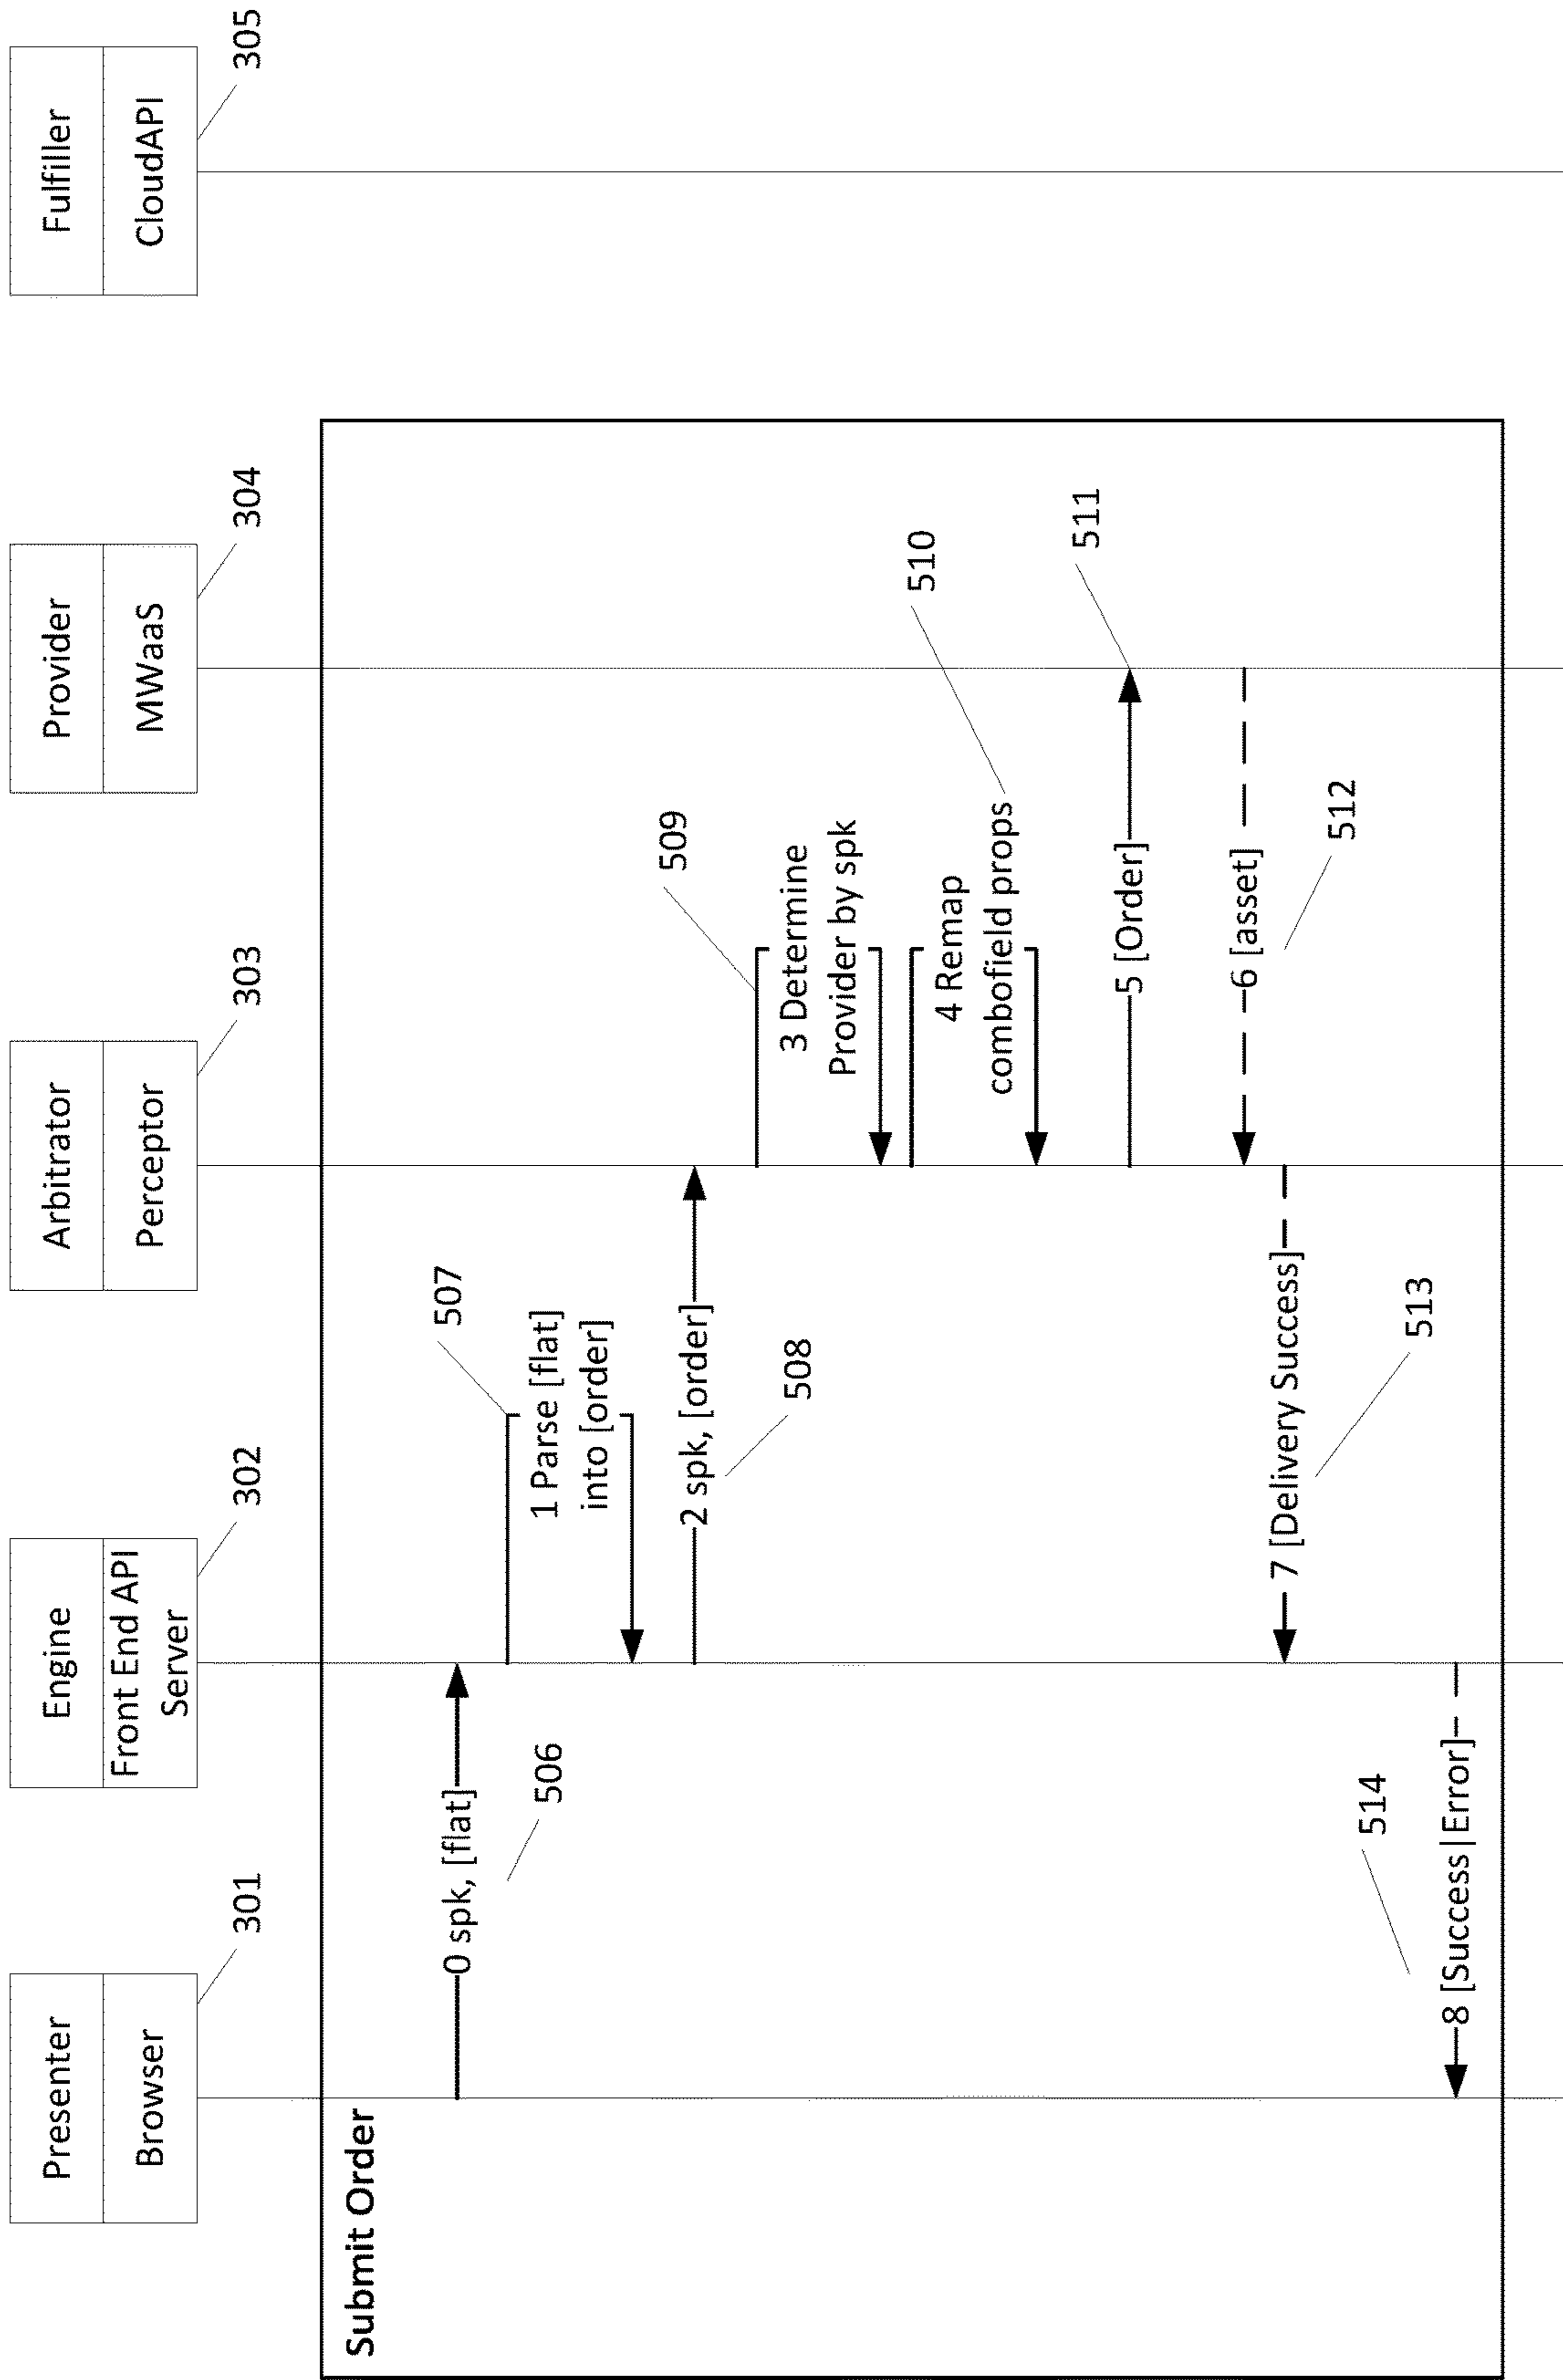 Presenter
Browser
301
Engine
Front End API
Server
302
Arbitrator
Perceptor
303
Provider
MWaaS
304
Fulfiller
CloudAPI
305
Submit Order
0 spk, [flat]
506
507
1 Parse [flat]
into [order]
2 spk, [order]
508
509
3 Determine
Provider by spk
510
4 Remap
combofield props
511
5 [Order]
6 [asset]
512
7 [Delivery Success]
513
514
8 [Success|Error]